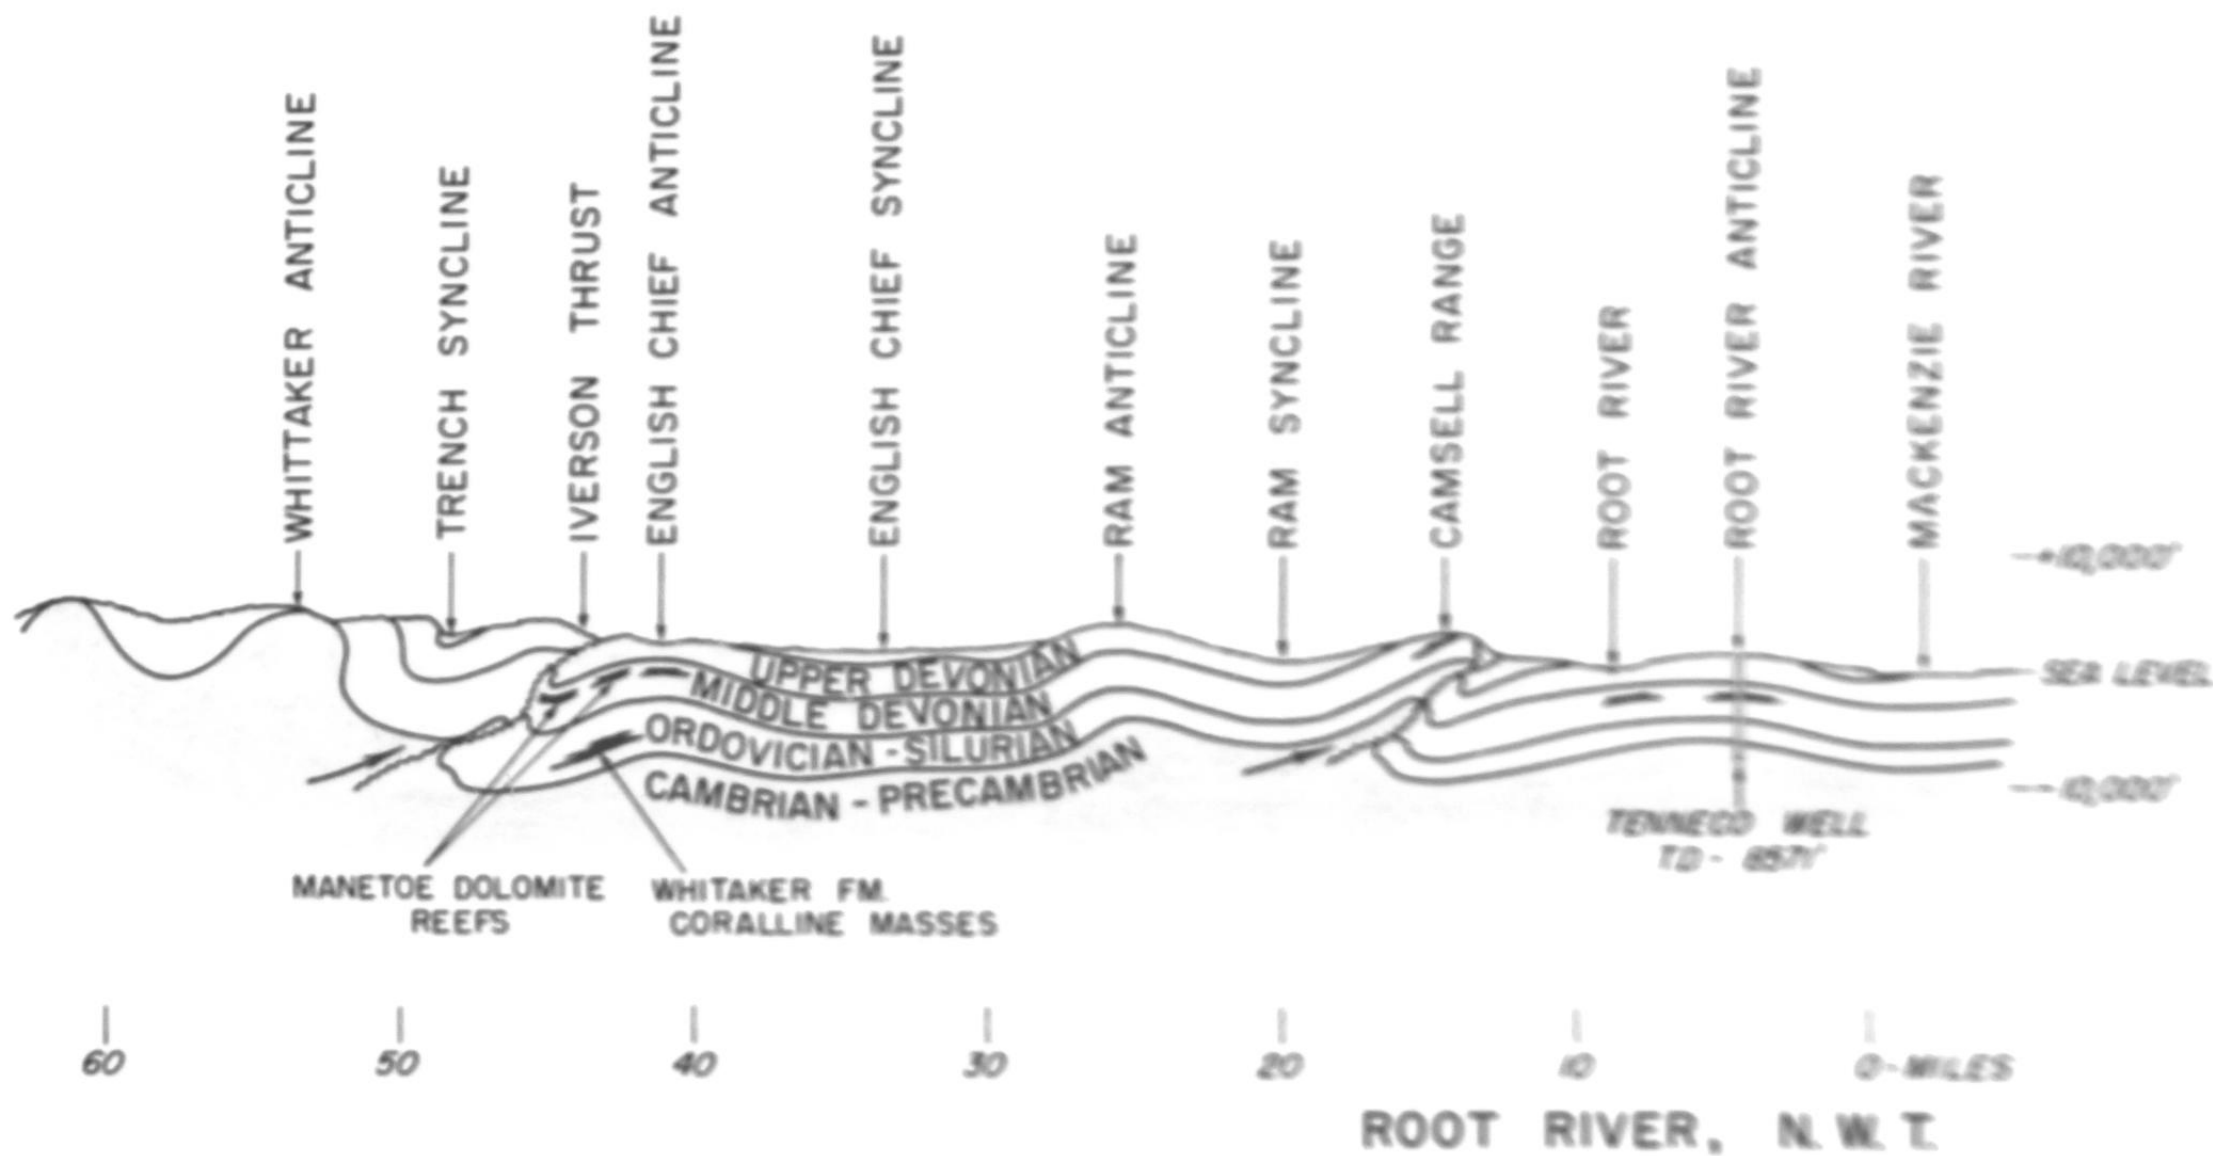 WHITTAKER ANTICLINE
TRENCH SYNCLINE
IVERSON THRUST
ENGLISH CHIEF ANTICLINE
ENGLISH CHIEF SYNCLINE
RAM ANTICLINE
RAM SYNCLINE
CAMSELL RANGE
ROOT RIVER
ROOT RIVER ANTICLINE
MACKENZIE RIVER
+10,000'
SEA LEVEL
-10,000'
UPPER DEVONIAN
MIDDLE DEVONIAN
ORDOVICIAN - SILURIAN
CAMBRIAN - PRECAMBRIAN
TENNECO WELL
TD - 8571'
MANETOE DOLOMITE
REEFS
WHITAKER FM.
CORALLINE MASSES
60 50 40 30 20 10 0-MILES
ROOT RIVER, N.W.T.